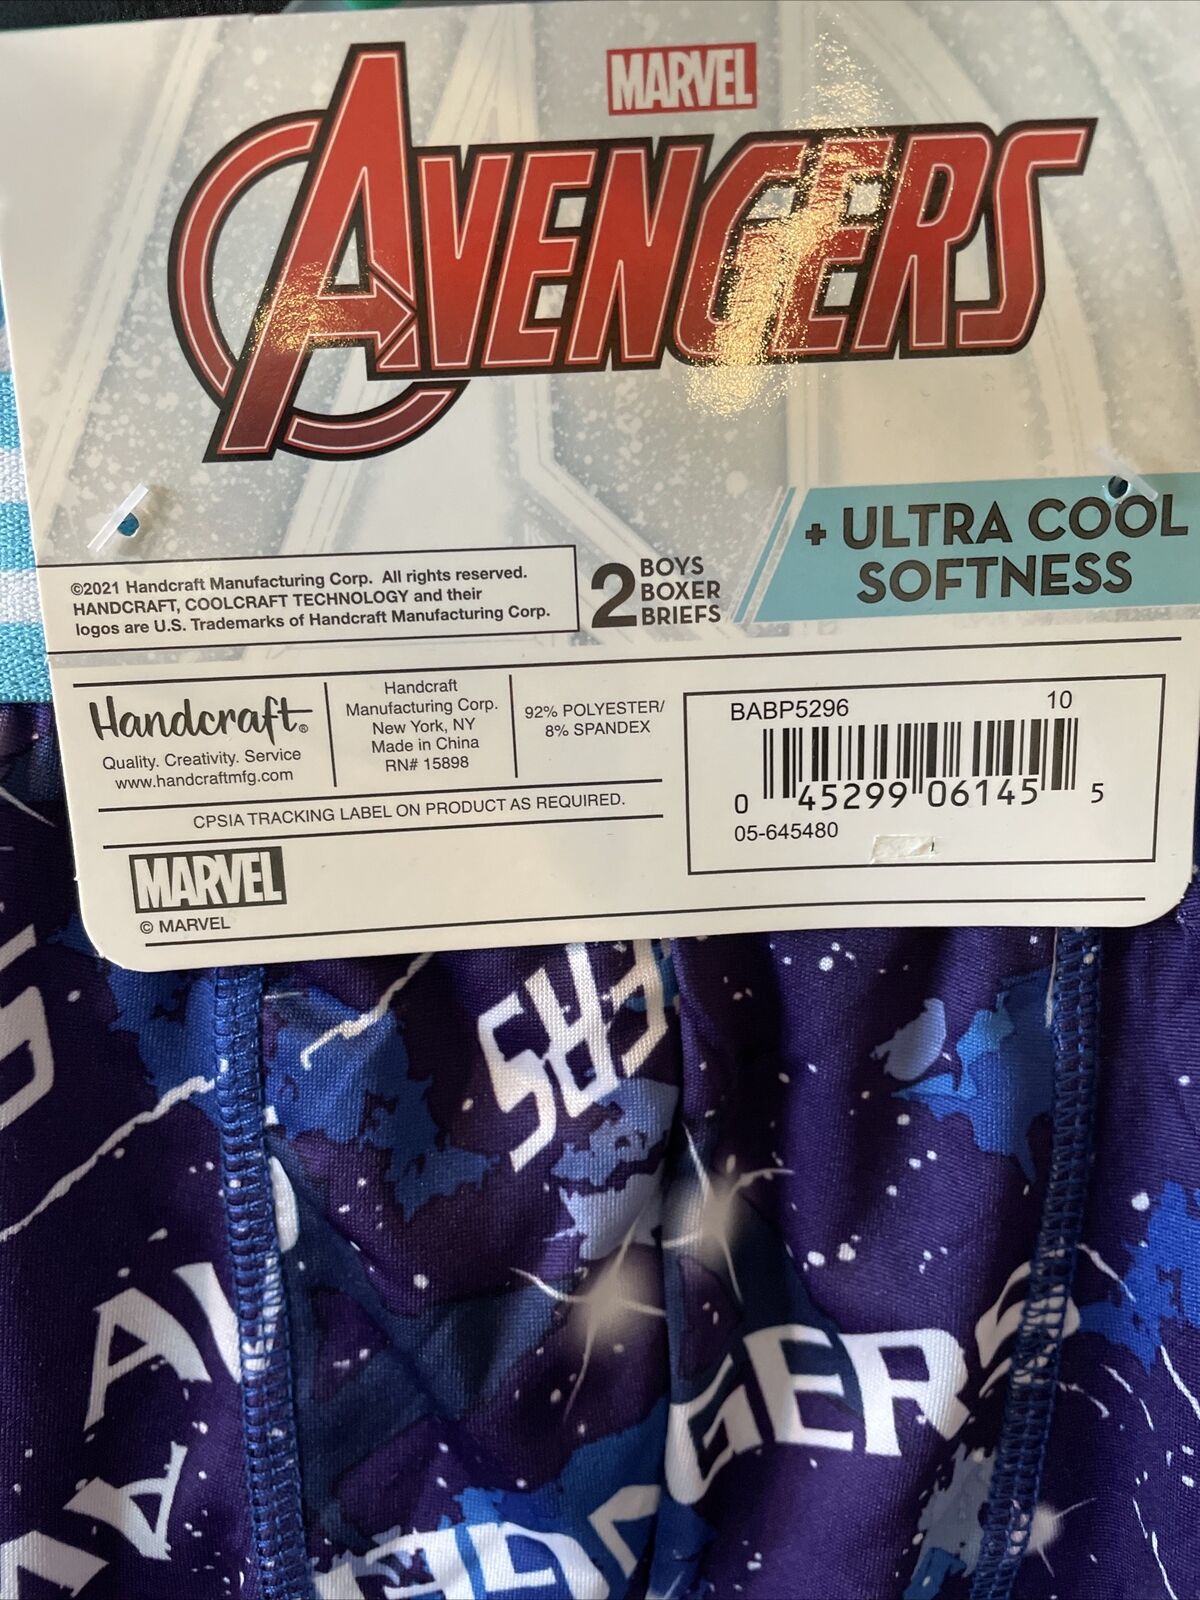 MARVEL
AVENGERS
+ ULTRA COOL
SOFTNESS
©2021 Handcraft Manufacturing Corp. All rights reserved.
HANDCRAFT, COOLCRAFT TECHNOLOGY and their
logos are U.S. Trademarks of Handcraft Manufacturing Corp.
2 BOYS
BOXER
BRIEFS
Handcraft®
Quality. Creativity. Service
www.handcraftmfg.com
Handcraft
Manufacturing Corp.
New York, NY
Made in China
RN# 15898
92% POLYESTER/
8% SPANDEX
CPSIA TRACKING LABEL ON PRODUCT AS REQUIRED.
MARVEL
© MARVEL
BABP5296 10
0 45299 06145 5
05-645480
GERS